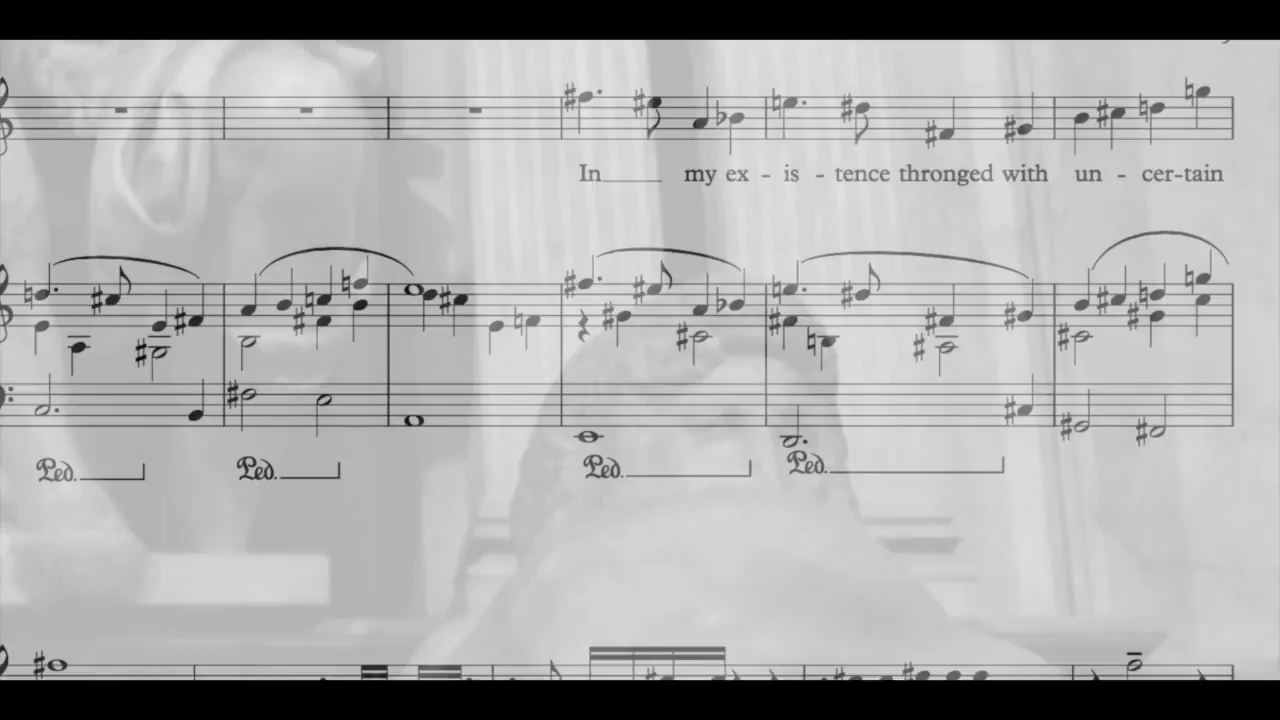 In my ex - is - tence thronged with un - cer-tain
Ped. Ped. Ped. Ped.